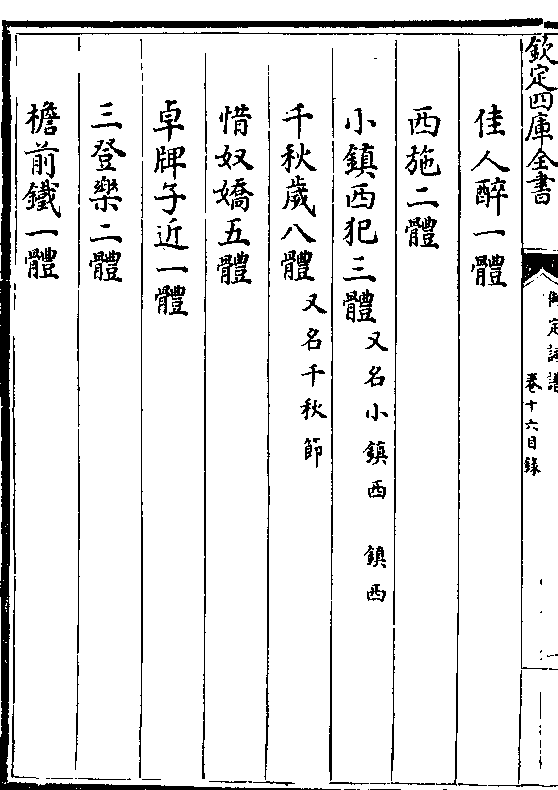 欽定四庫全書
御定詞譜
卷十六目錄
佳人醉一體
西施二體
小鎮西犯三體 又名小鎮西 鎮西
千秋歲八體 又名千秋節
惜奴嬌五體
卓牌子近一體
三登樂二體
檐前鐵一體